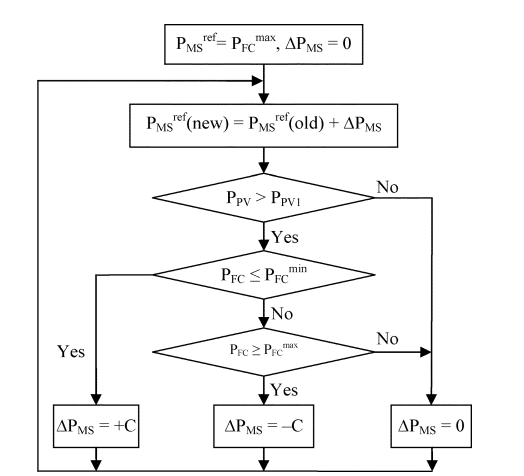 P_MS^ref = P_FC^max, ΔP_MS = 0
P_MS^ref(new) = P_MS^ref(old) + ΔP_MS
P_PV > P_PV1
No
Yes
P_FC ≤ P_FC^min
No
P_FC ≥ P_FC^max
No
Yes
Yes
ΔP_MS = +C
ΔP_MS = –C
ΔP_MS = 0